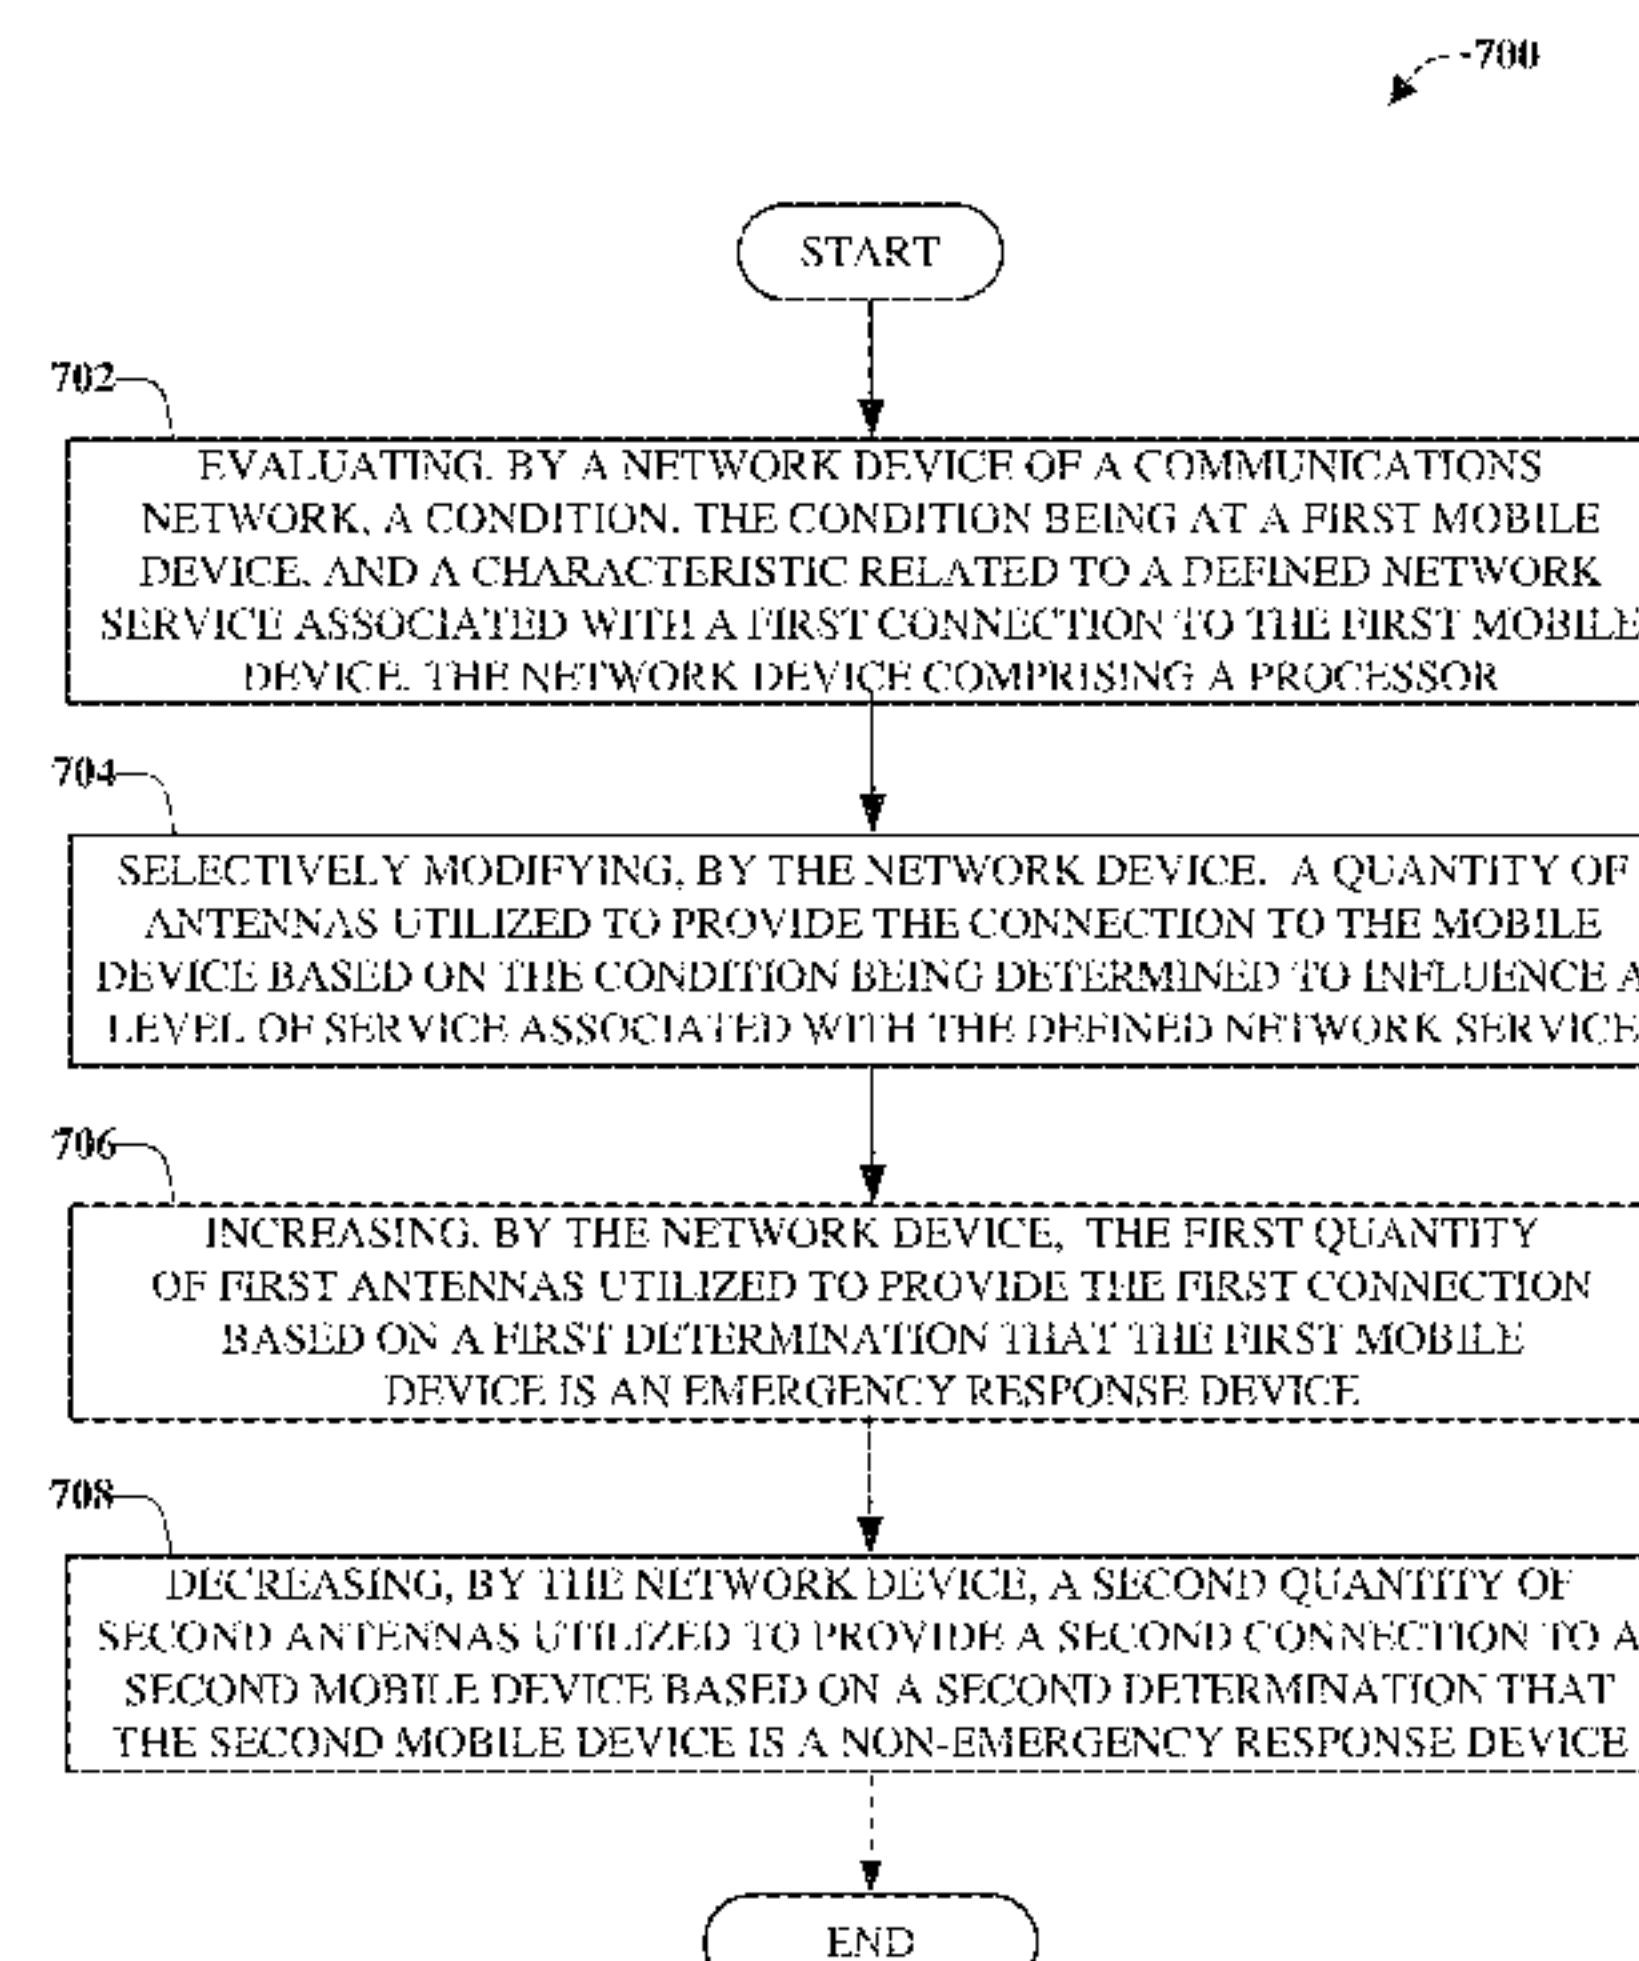 700
START
702
EVALUATING, BY A NETWORK DEVICE OF A COMMUNICATIONS
NETWORK, A CONDITION, THE CONDITION BEING AT A FIRST MOBILE
DEVICE, AND A CHARACTERISTIC RELATED TO A DEFINED NETWORK
SERVICE ASSOCIATED WITH A FIRST CONNECTION TO THE FIRST MOBILE
DEVICE, THE NETWORK DEVICE COMPRISING A PROCESSOR
704
SELECTIVELY MODIFYING, BY THE NETWORK DEVICE, A QUANTITY OF
ANTENNAS UTILIZED TO PROVIDE THE CONNECTION TO THE MOBILE
DEVICE BASED ON THE CONDITION BEING DETERMINED TO INFLUENCE A
LEVEL OF SERVICE ASSOCIATED WITH THE DEFINED NETWORK SERVICE
706
INCREASING, BY THE NETWORK DEVICE, THE FIRST QUANTITY
OF FIRST ANTENNAS UTILIZED TO PROVIDE THE FIRST CONNECTION
BASED ON A FIRST DETERMINATION THAT THE FIRST MOBILE
DEVICE IS AN EMERGENCY RESPONSE DEVICE
708
DECREASING, BY THE NETWORK DEVICE, A SECOND QUANTITY OF
SECOND ANTENNAS UTILIZED TO PROVIDE A SECOND CONNECTION TO A
SECOND MOBILE DEVICE BASED ON A SECOND DETERMINATION THAT
THE SECOND MOBILE DEVICE IS A NON-EMERGENCY RESPONSE DEVICE
END